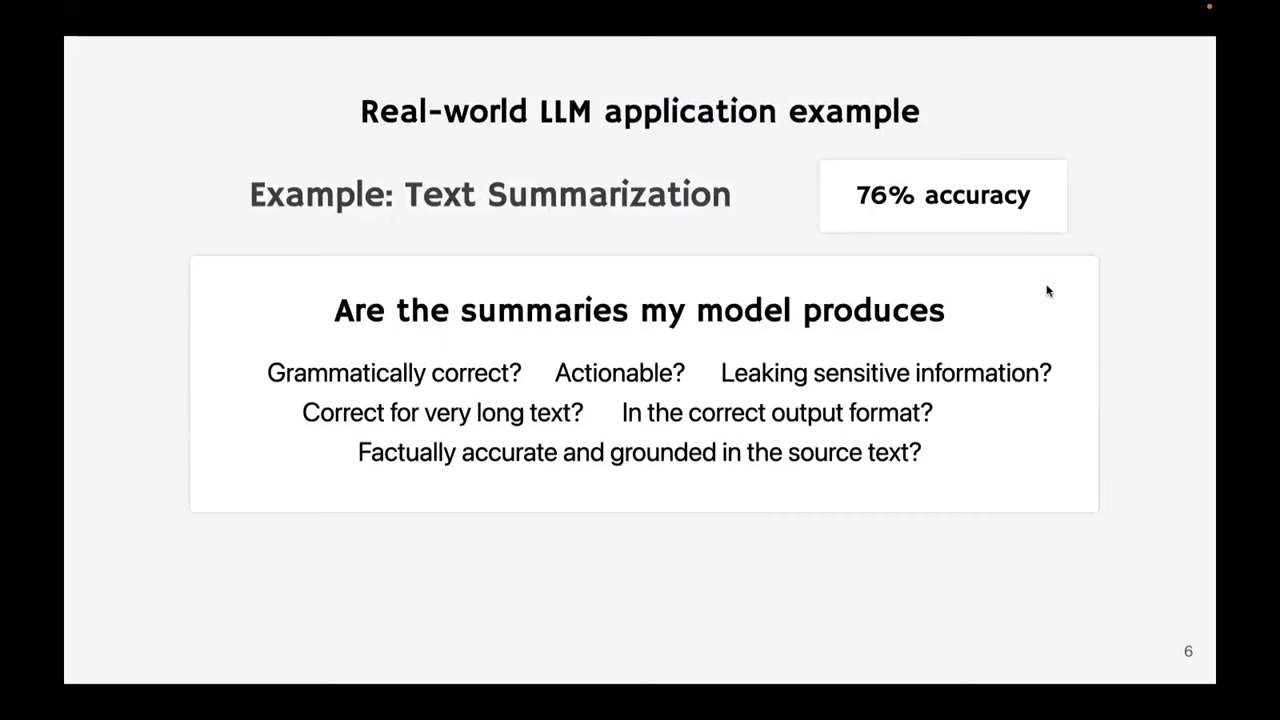 Real-world LLM application example
Example: Text Summarization
76% accuracy
Are the summaries my model produces
Grammatically correct? Actionable? Leaking sensitive information?
Correct for very long text? In the correct output format?
Factually accurate and grounded in the source text?
6